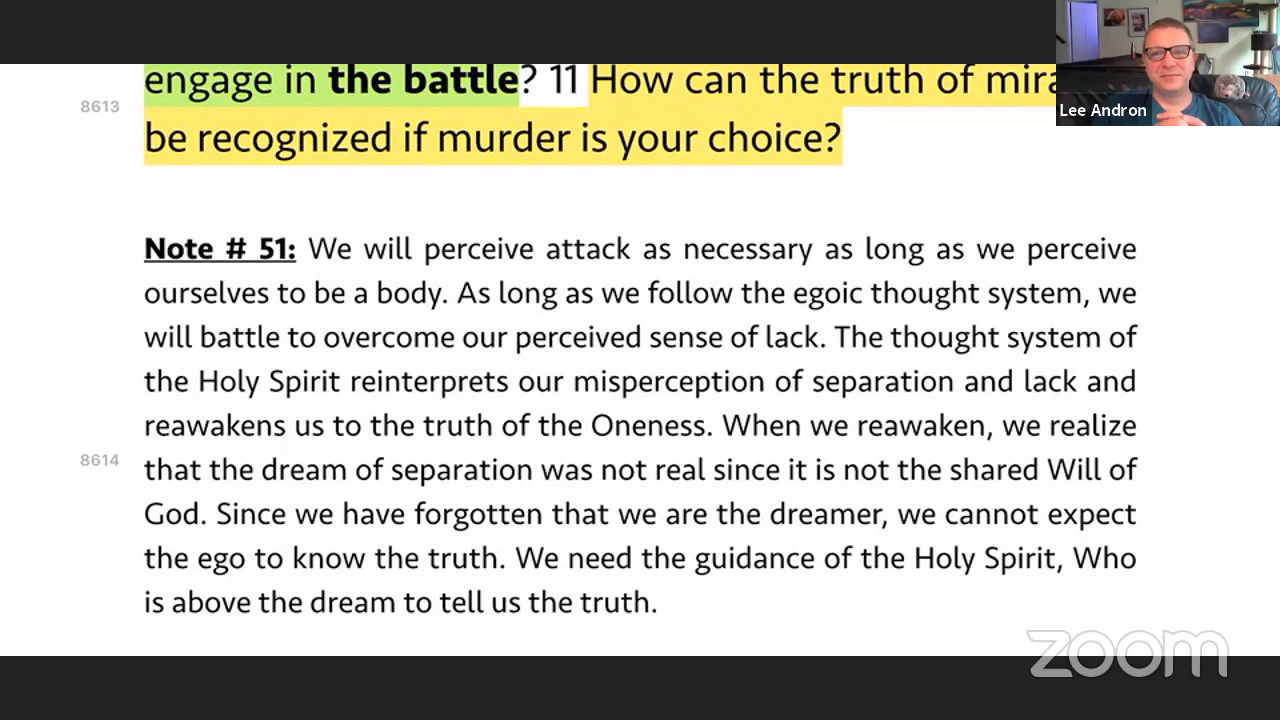 engage in the battle? 11 How can the truth of
be recognized if murder is your choice?
8613
Lee Andron
Note # 51: We will perceive attack as necessary as long as we perceive
ourselves to be a body. As long as we follow the egoic thought system, we
will battle to overcome our perceived sense of lack. The thought system of
the Holy Spirit reinterprets our misperception of separation and lack and
reawakens us to the truth of the Oneness. When we reawaken, we realize
8614
that the dream of separation was not real since it is not the shared Will of
God. Since we have forgotten that we are the dreamer, we cannot expect
the ego to know the truth. We need the guidance of the Holy Spirit, Who
is above the dream to tell us the truth.
zoom